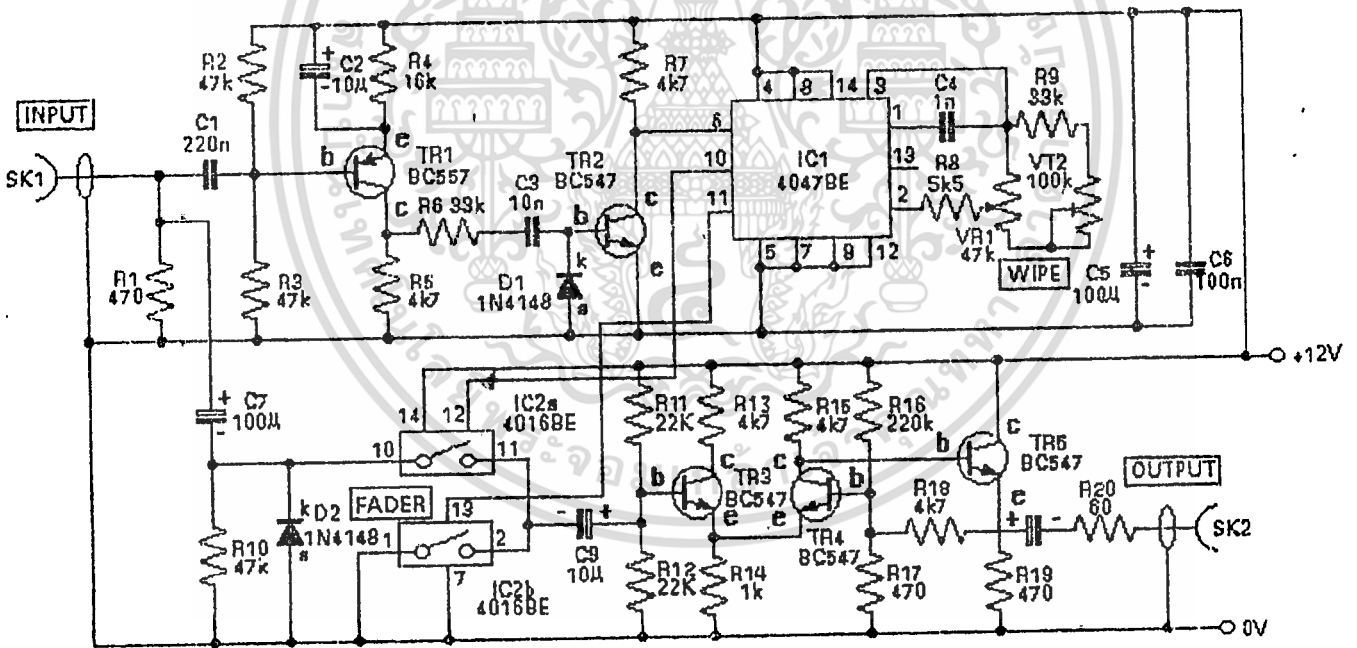 INPUT
SK1
R1
470
C1
220n
R2
47k
R3
47k
C2
10µ
+
-
R4
10k
b
e
c
TR1
BC557
R5
4k7
R6 33k
C3
10n
D1
1N4148
k
a
TR2
BC547
b
c
e
R7
4k7
6
10
11
4
8
14
3
IC1
4047BE
1
13
2
5
7
9
12
C4
1n
R8
5k5
R9
33k
VT2
100k
VR1
47k
WIPE
C5
100µ
+
-
C6
100n
+12V
C7
100µ
+
-
R10
47k
k
D2
1N4148
a
IC2a
4016BE
14
12
10
11
FADER
13
1
2
7
IC2b
4016BE
-
+
C9
10µ
R11
22K
R12
22K
R13
4k7
b
c
e
TR3
BC547
R14
1k
R15
4k7
c
b
e
TR4
BC547
R16
220k
R17
470
R18
4k7
b
c
e
TR5
BC547
R19
470
+
-
R20
60
OUTPUT
SK2
0V